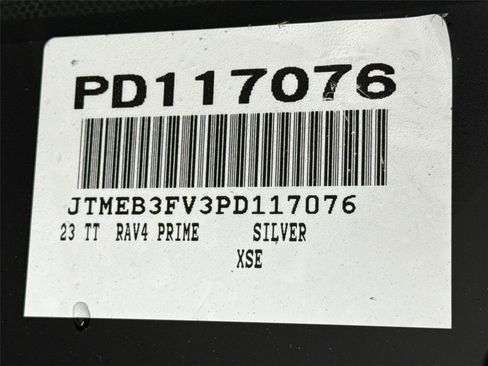 PD117076
JTMEB3FV3PD117076
23 TT RAV4 PRIME SILVER
XSE